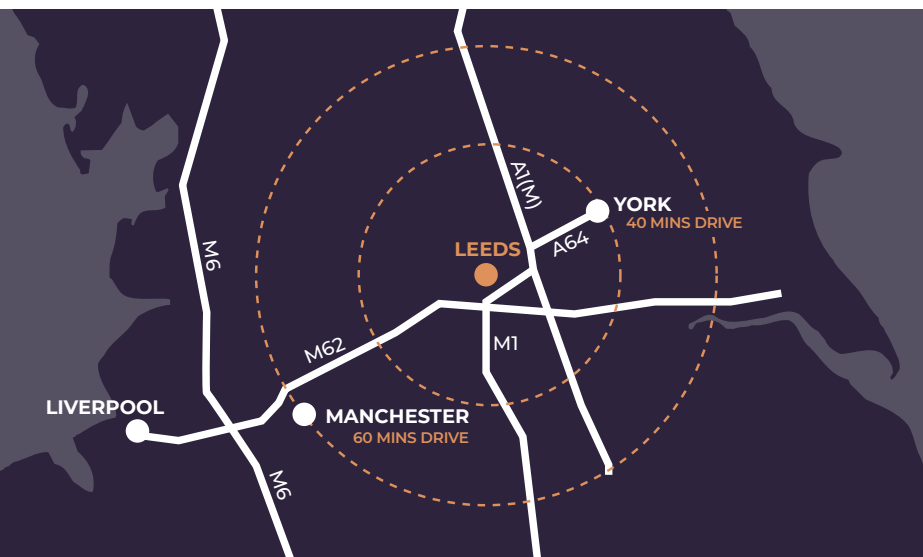 A1(M)
YORK
40 MINS DRIVE
A64
LEEDS
M6
M1
M62
LIVERPOOL
MANCHESTER
60 MINS DRIVE
M6